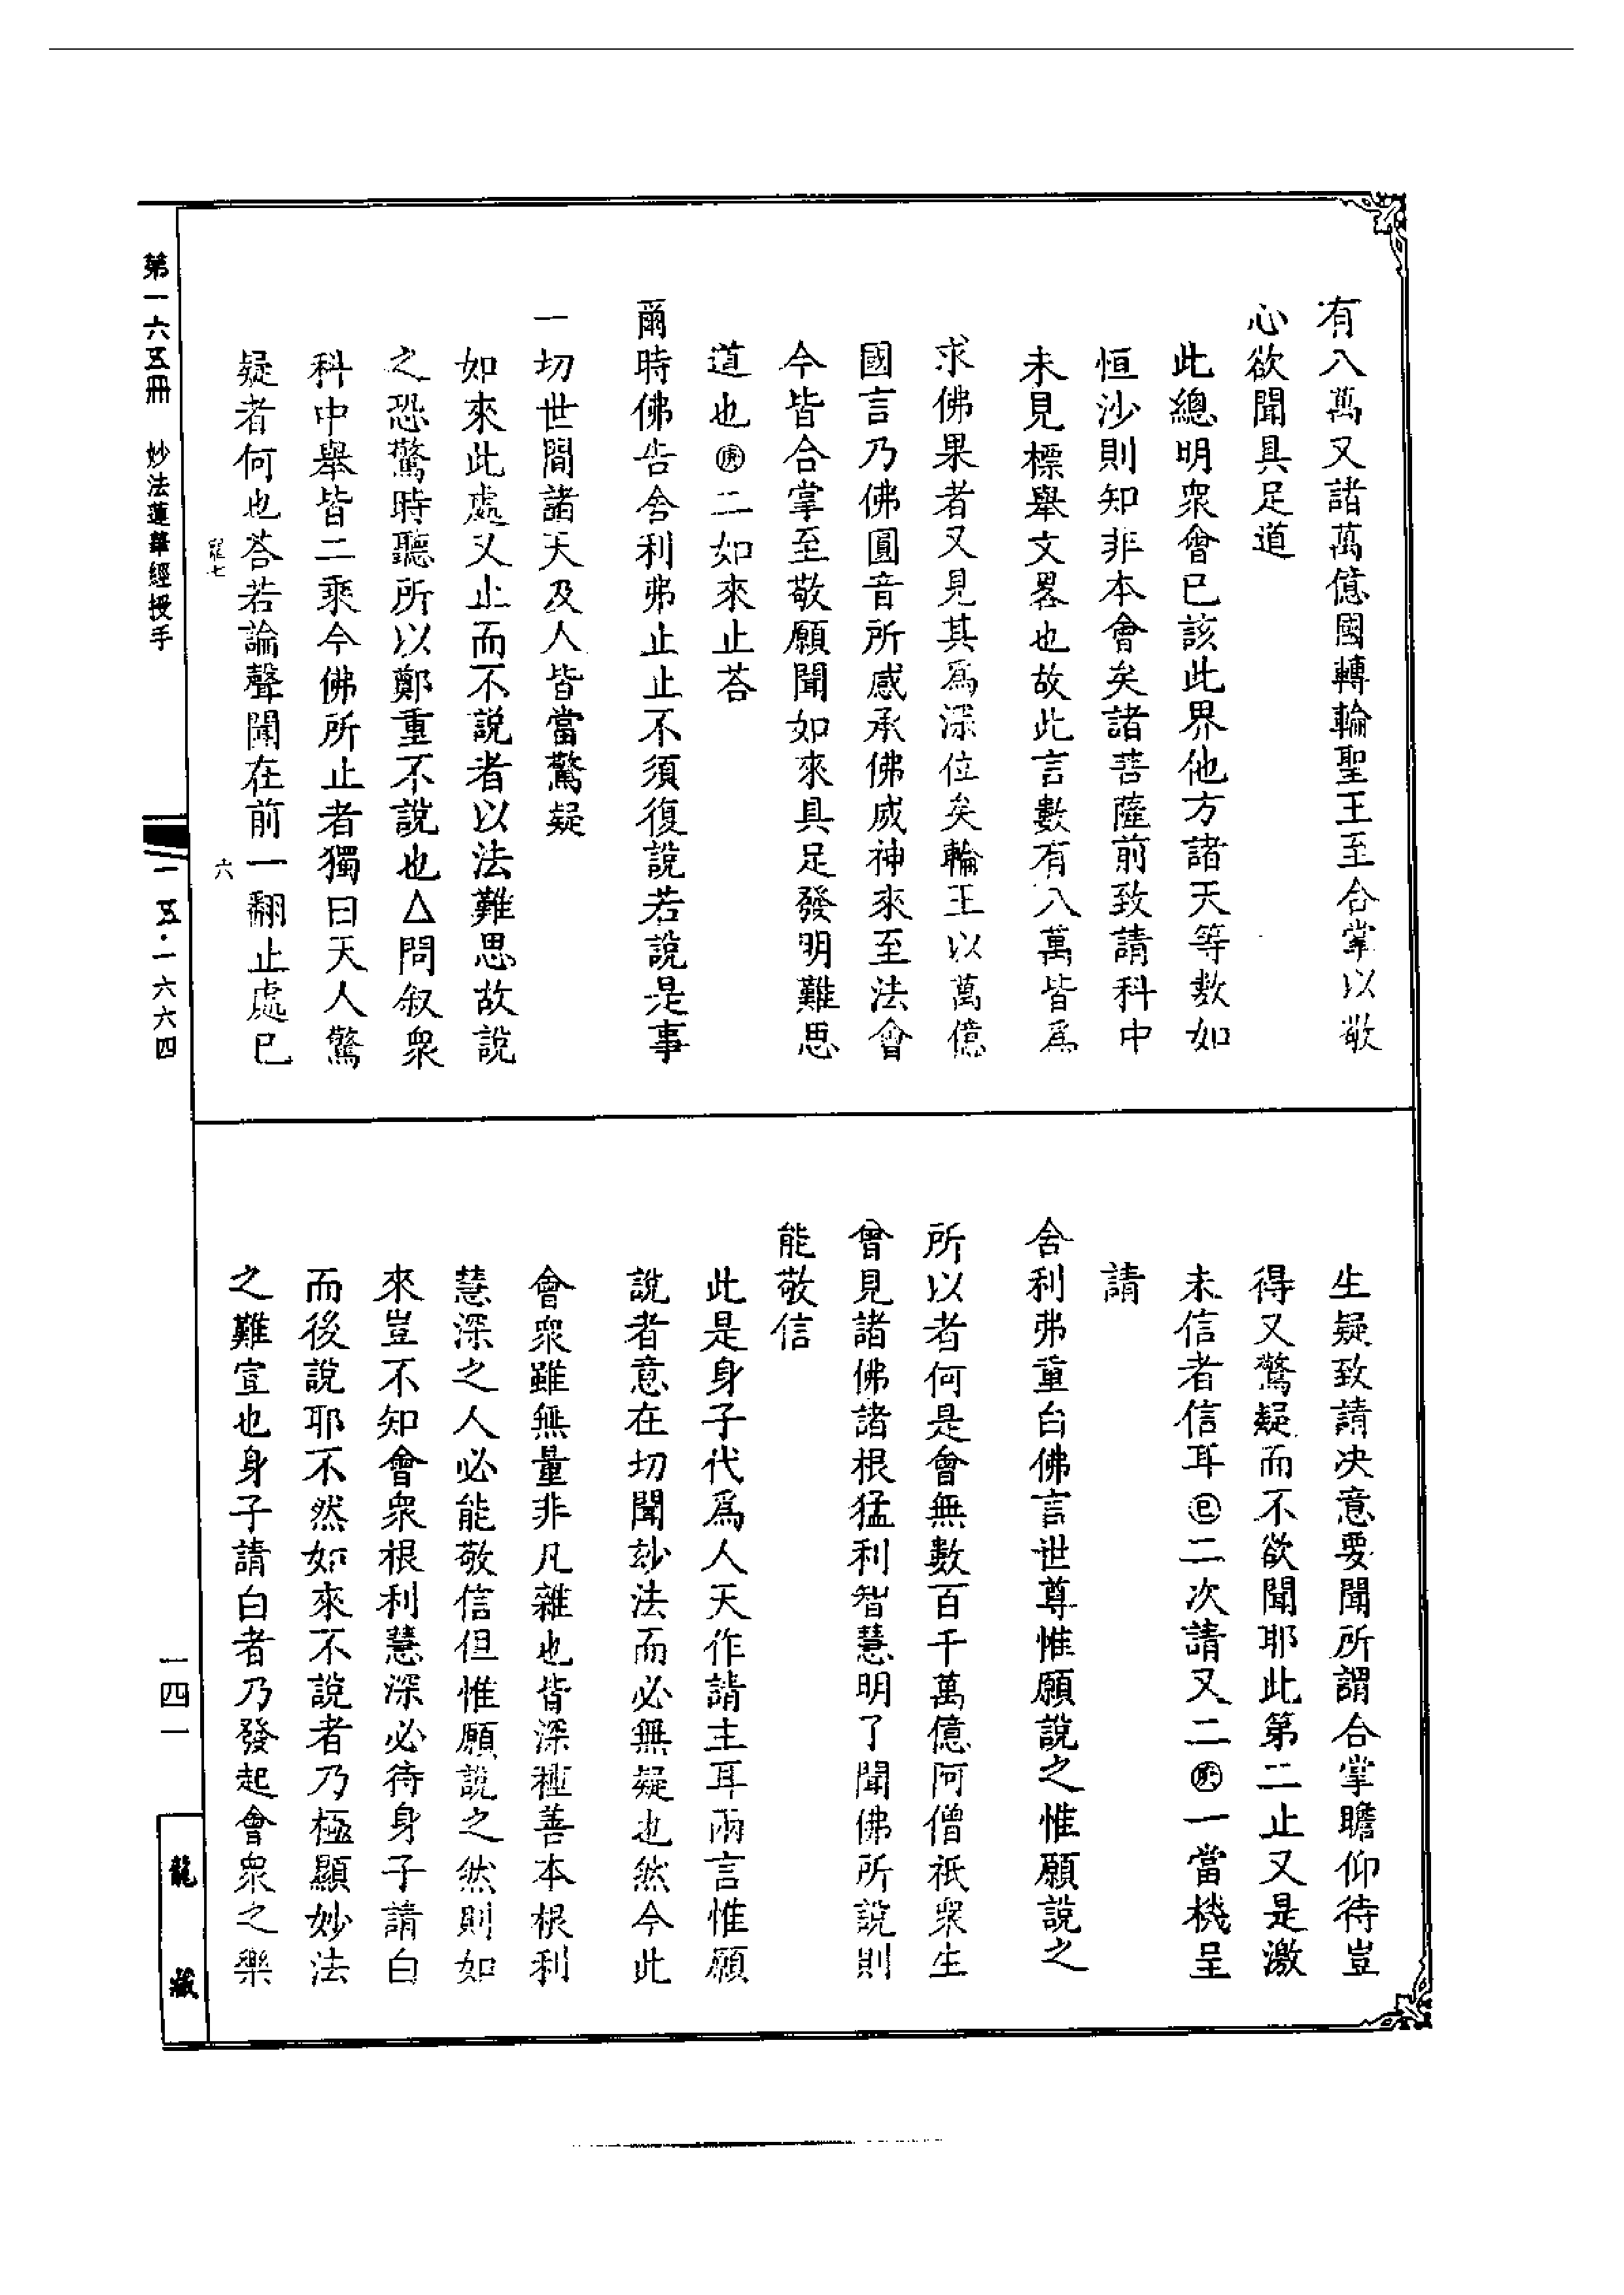 有八萬又諸萬億國轉輪聖王至合掌以敬
心欲聞具足道
此總明衆會已該此界他方諸天等數如
恒沙則知非本會矣諸菩薩前致請科中
未見標舉文畧也故此言數有八萬皆爲
求佛果者又見其爲深位矣輪王以萬億
國言乃佛圓音所感承佛威神來至法會
今皆合掌至敬願聞如來具足發明難思
道也㊋二如來止荅
爾時佛告舍利弗止止不須復說若說是事
一切世間諸天及人皆當驚疑
如來此處又止而不說者以法難思故說
之恐驚時聽所以鄭重不說也△問叙衆
科中舉皆二乘今佛所止者獨曰天人驚
疑者何也荅若論聲聞在前一翻止處已
生疑致請決意要聞所謂合掌瞻仰待豈
得又驚疑而不欲聞耶此第二止又是激
未信者信耳㊁二次請又二㊋一當機呈
請
舍利弗重白佛言世尊惟願說之惟願說之
所以者何是會無數百千萬億阿僧祇衆生
曾見諸佛諸根猛利智慧明了聞佛所說則
能敬信
此是身子代爲人天作請主耳兩言惟願
說者意在切聞玅法而必無疑也然今此
會衆雖無量非凡雜也皆深種善本根利
慧深之人必能敬信但惟願說之然則如
來豈不知會衆根利慧深必待身子請白
而後說耶不然如來不說者乃極顯妙法
之難宣也身子請白者乃發起會衆之樂
第一六五冊 妙法蓮華經授手
七
六
一五·一六六四
一四一
龍藏